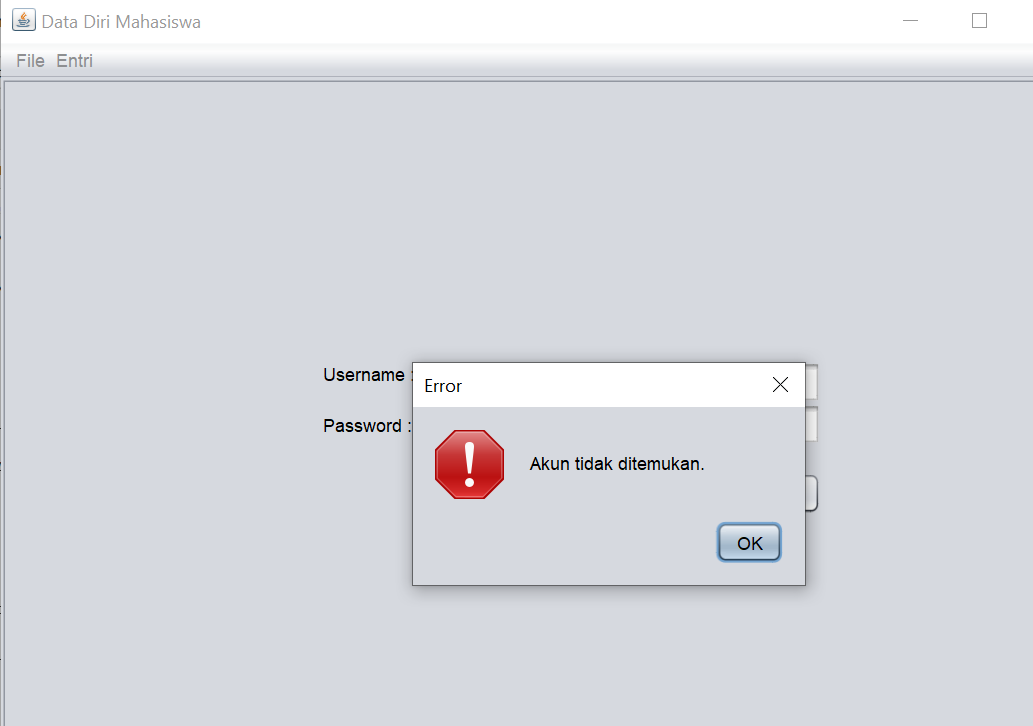 Data Diri Mahasiswa
File Entri
Username :
Error
Password :
Akun tidak ditemukan.
OK